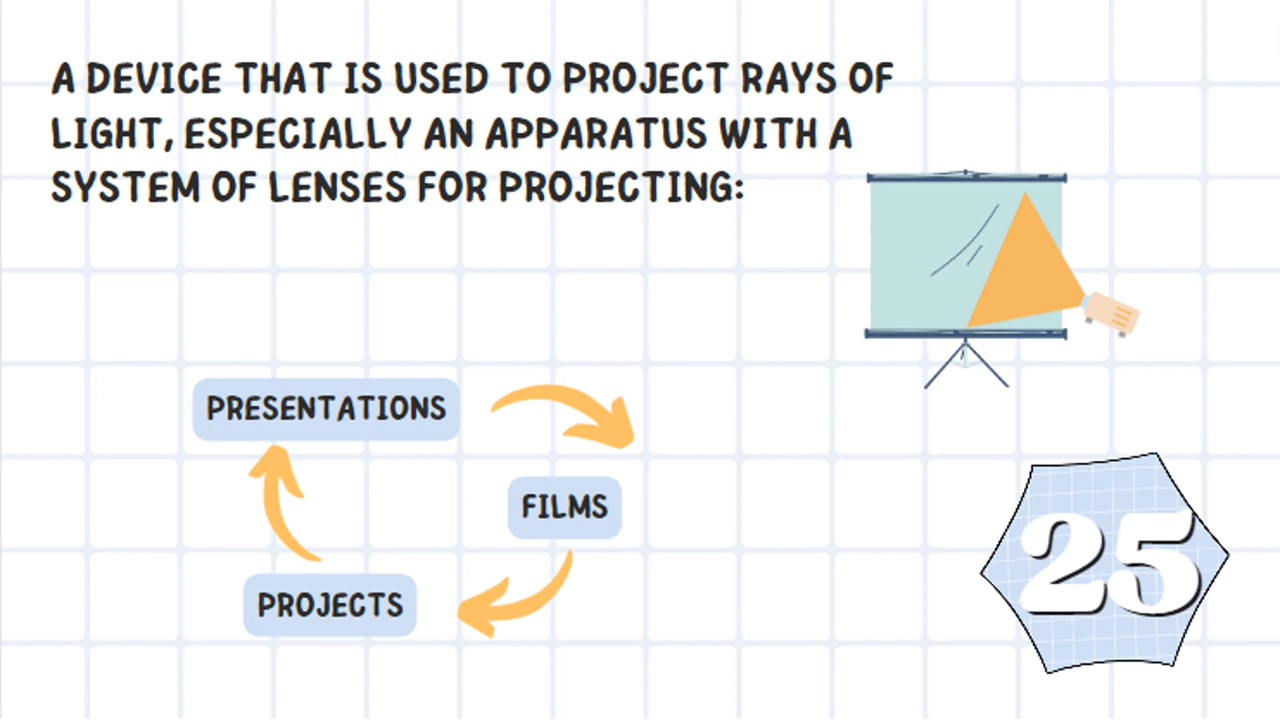 A DEVICE THAT IS USED TO PROJECT RAYS OF
LIGHT, ESPECIALLY AN APPARATUS WITH A
SYSTEM OF LENSES FOR PROJECTING:
PRESENTATIONS
FILMS
PROJECTS
25